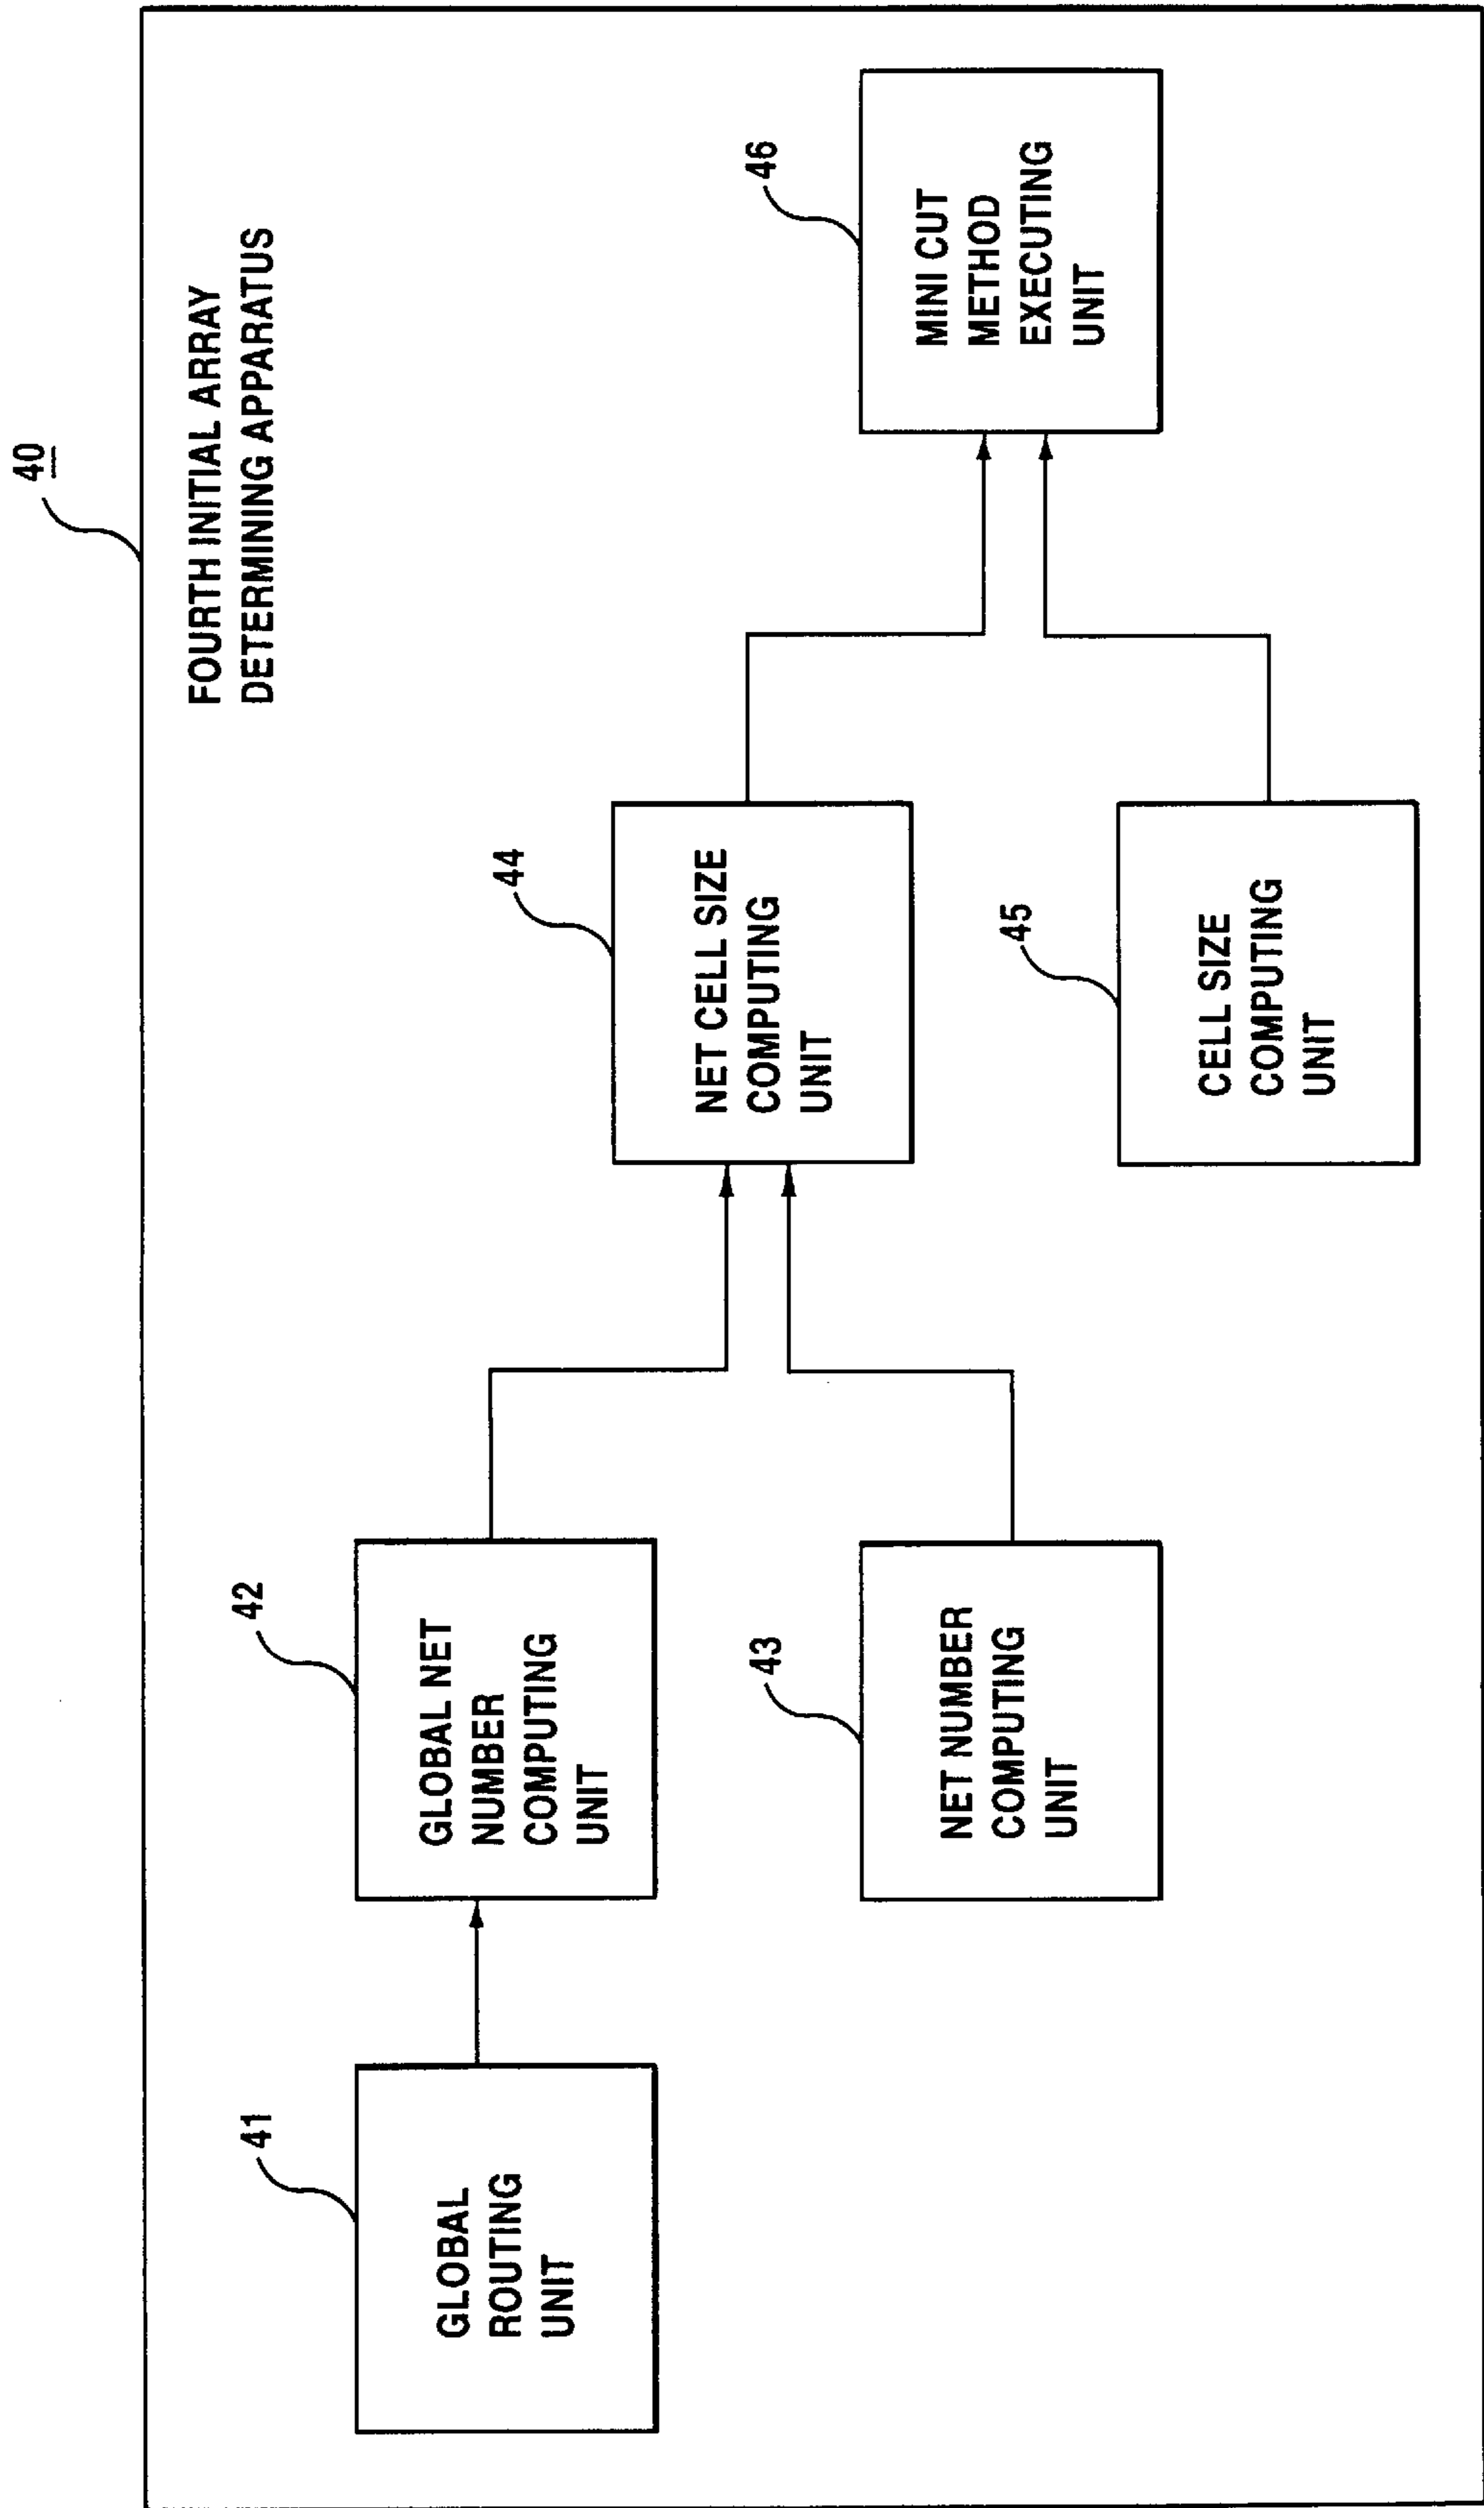 40
FOURTH INITIAL ARRAY
DETERMINING APPARATUS
41
GLOBAL
ROUTING
UNIT
42
GLOBAL NET
NUMBER
COMPUTING
UNIT
43
NET NUMBER
COMPUTING
UNIT
44
NET CELL SIZE
COMPUTING
UNIT
45
CELL SIZE
COMPUTING
UNIT
46
MINI CUT
METHOD
EXECUTING
UNIT